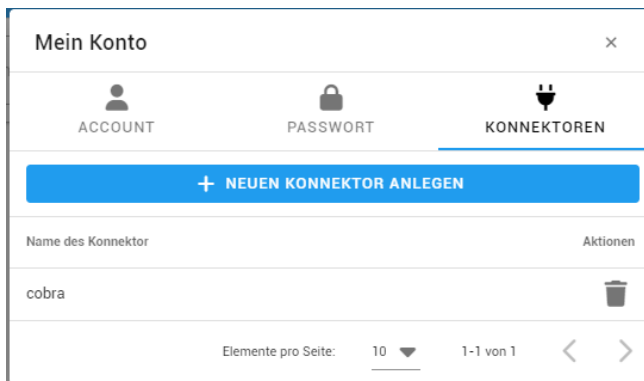 Mein Konto ×
ACCOUNT PASSWORT KONNEKTOREN
+ NEUEN KONNEKTOR ANLEGEN
Name des Konnektor Aktionen
cobra
Elemente pro Seite: 10 1-1 von 1